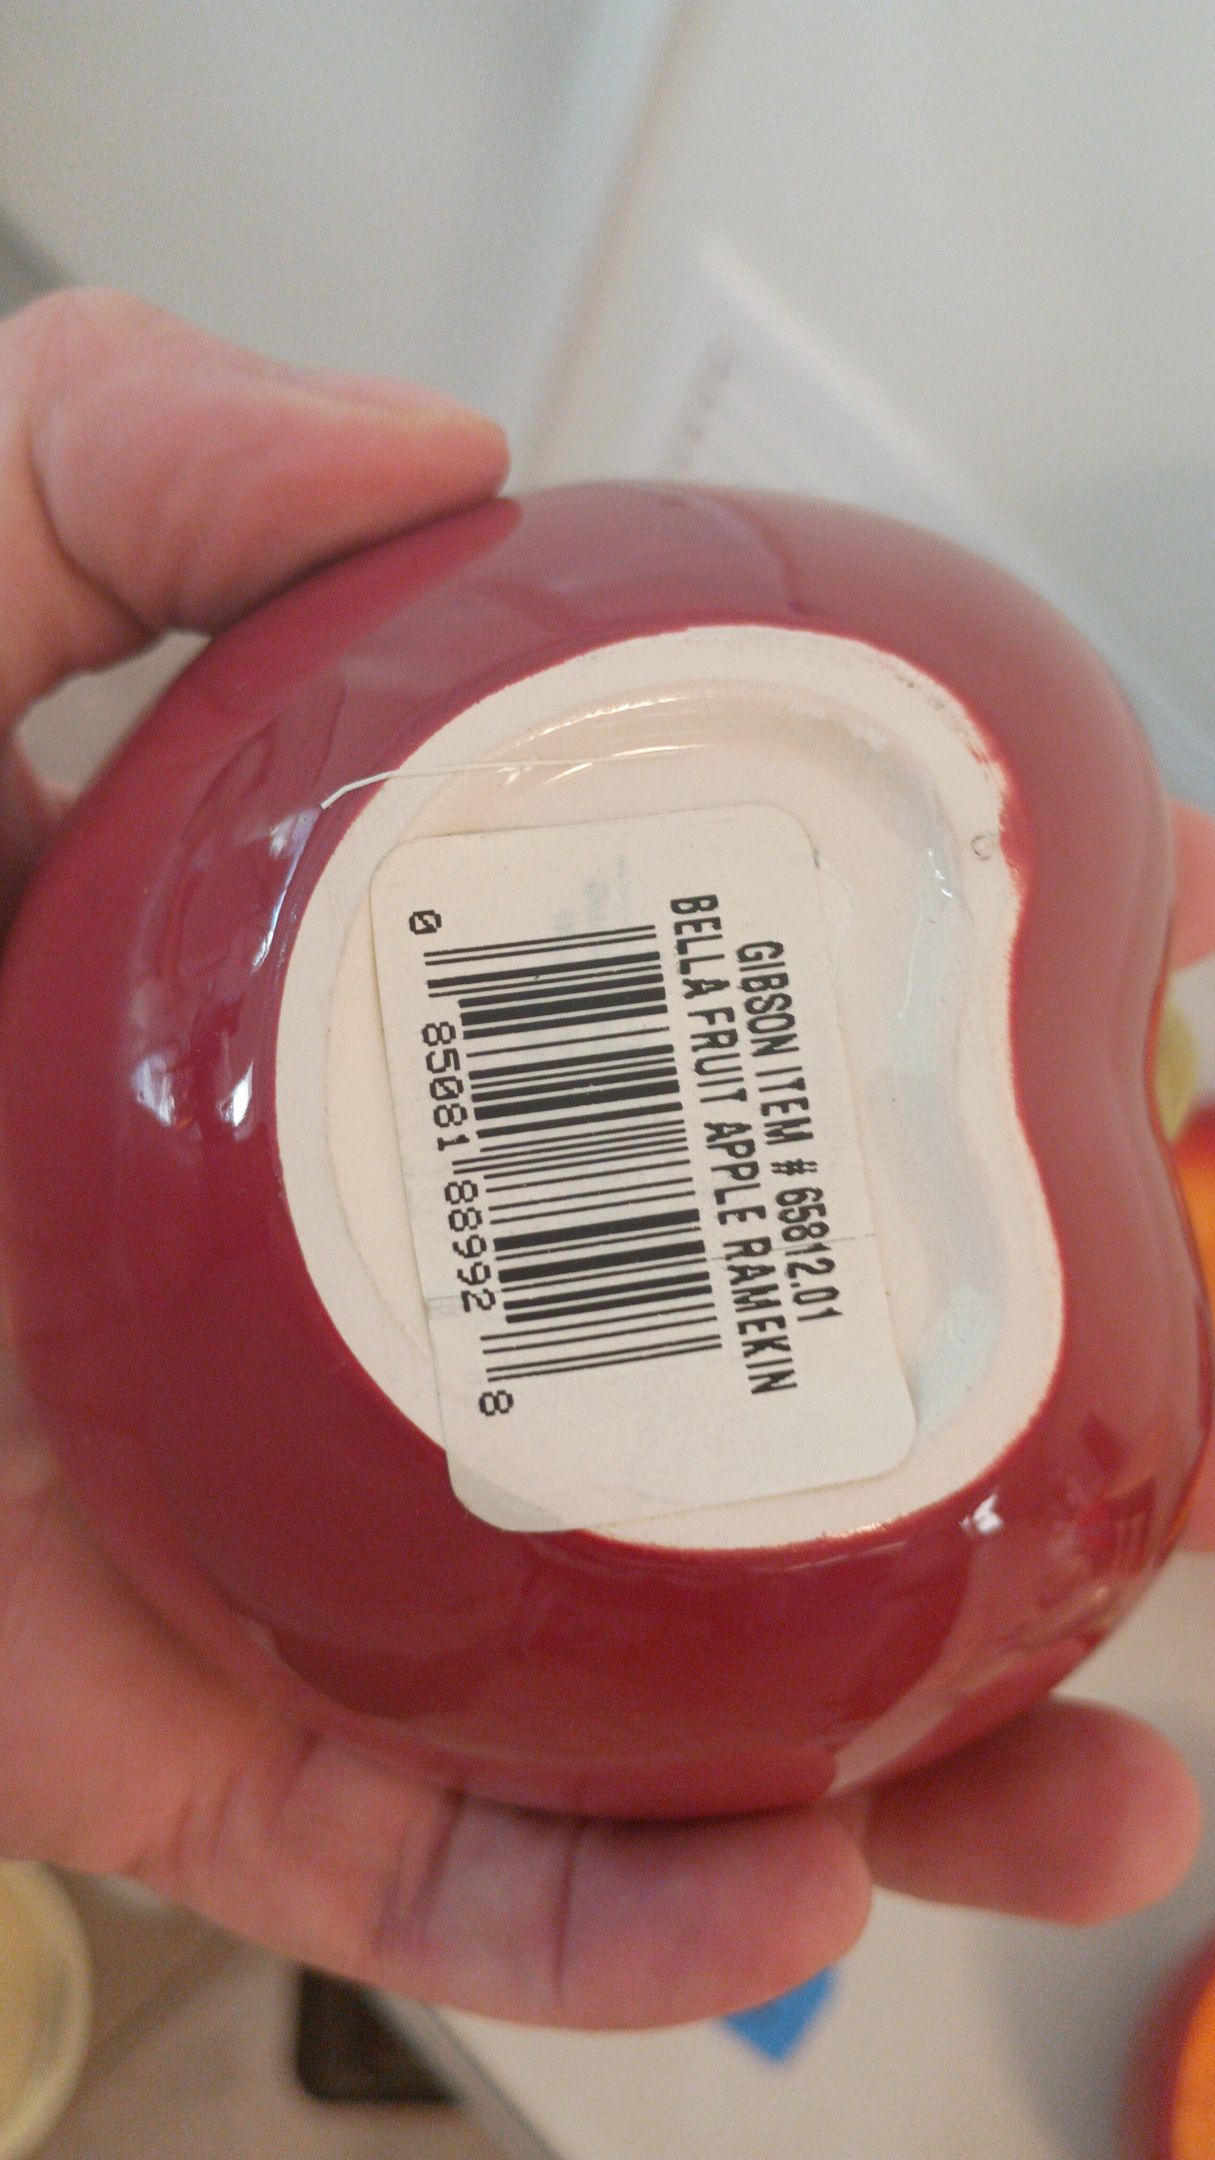 GIBSON ITEM # 65812.01
BELLA FRUIT APPLE RAMEKIN
0 85081 88992 8